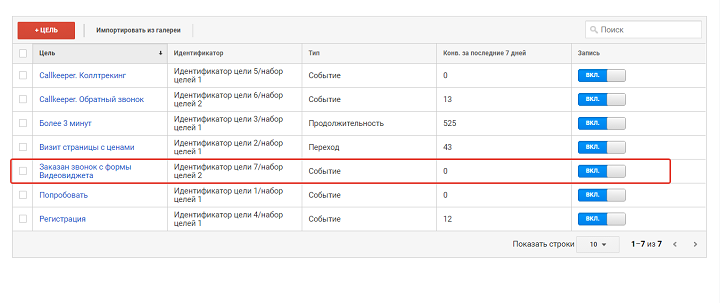 + ЦЕЛЬ Импортировать из галереи Поиск
Цель Идентификатор Тип Конв. за последние 7 дней Запись
Callkeeper. Коллтрекинг Идентификатор цели 5/набор целей 1 Событие 0 ВКЛ.
Callkeeper. Обратный звонок Идентификатор цели 6/набор целей 2 Событие 13 ВКЛ.
Более 3 минут Идентификатор цели 3/набор целей 1 Продолжительность 525 ВКЛ.
Визит страницы с ценами Идентификатор цели 2/набор целей 1 Переход 43 ВКЛ.
Заказан звонок с формы Видеовиджета Идентификатор цели 7/набор целей 2 Событие 0 ВКЛ.
Попробовать Идентификатор цели 1/набор целей 1 Событие 0 ВКЛ.
Регистрация Идентификатор цели 4/набор целей 1 Событие 12 ВКЛ.
Показать строки 10 1–7 из 7